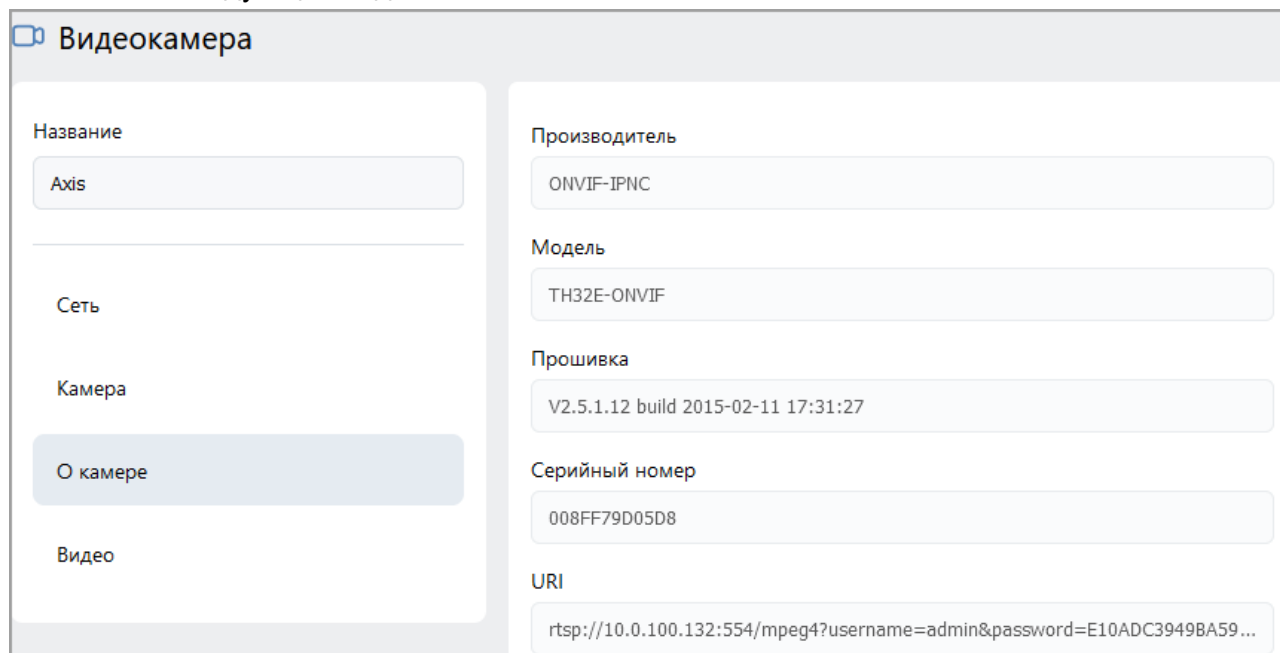 Видеокамера
Название
Axis
Сеть
Камера
О камере
Видео
Производитель
ONVIF-IPNC
Модель
TH32E-ONVIF
Прошивка
V2.5.1.12 build 2015-02-11 17:31:27
Серийный номер
008FF79D05D8
URI
rtsp://10.0.100.132:554/mpeg4?username=admin&password=E10ADC3949BA59...